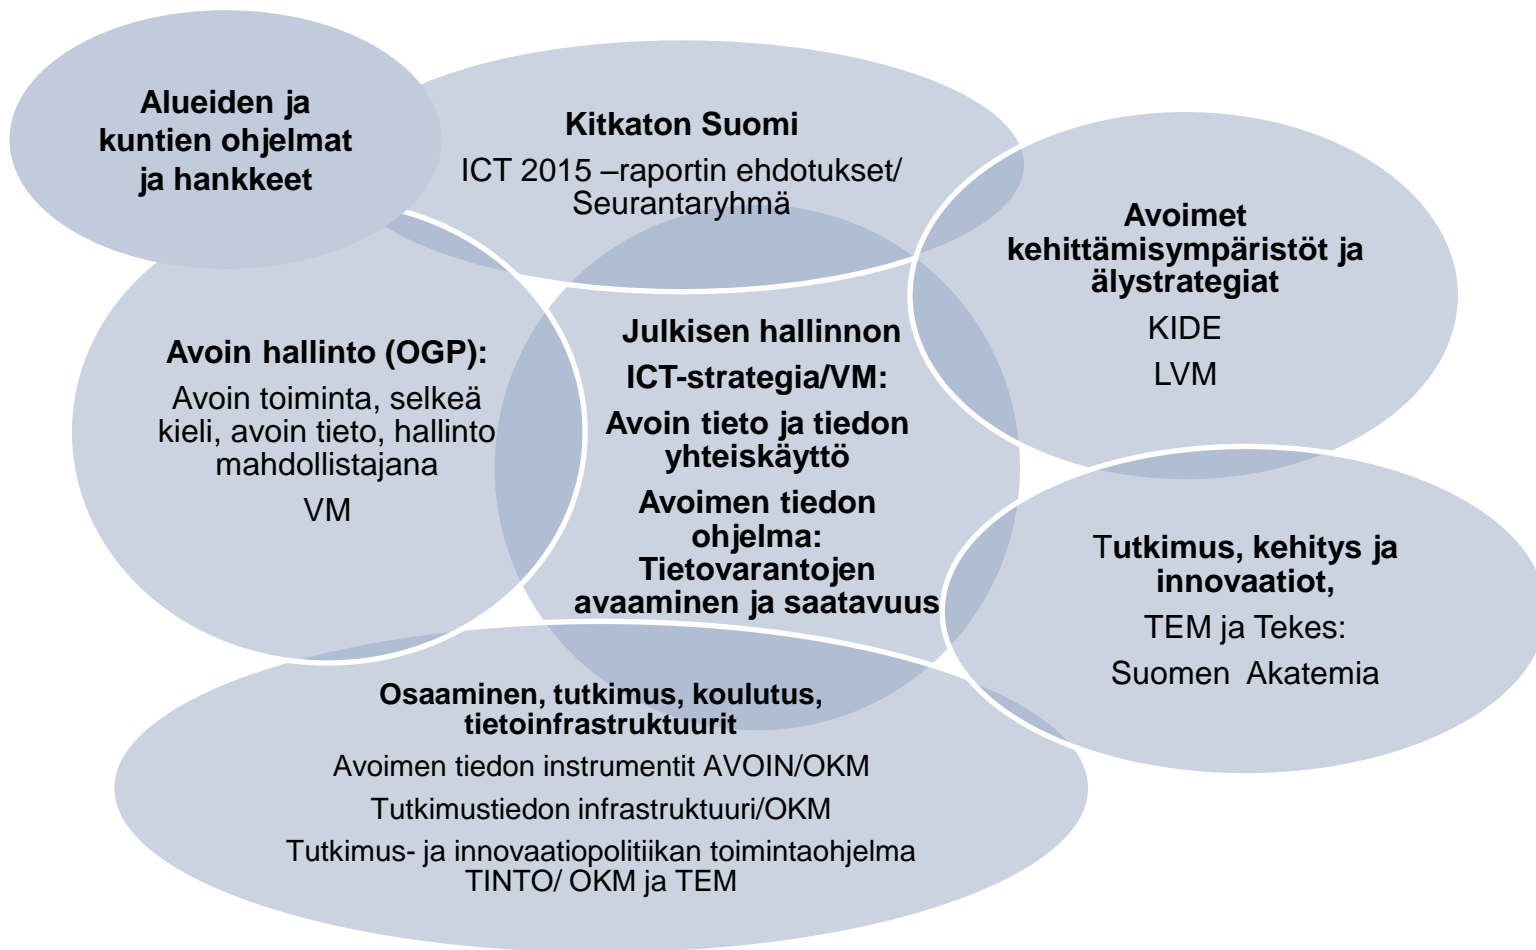 Alueiden ja
kuntien ohjelmat
ja hankkeet
Kitkaton Suomi
ICT 2015 –raportin ehdotukset/
Seurantaryhmä
Avoimet
kehittämisympäristöt ja
älystrategiat
KIDE
LVM
Avoin hallinto (OGP):
Avoin toiminta, selkeä
kieli, avoin tieto, hallinto
mahdollistajana
VM
Julkisen hallinnon
ICT-strategia/VM:
Avoin tieto ja tiedon
yhteiskäyttö
Avoimen tiedon
ohjelma:
Tietovarantojen
avaaminen ja saatavuus
Tutkimus, kehitys ja
innovaatiot,
TEM ja Tekes:
Suomen Akatemia
Osaaminen, tutkimus, koulutus,
tietoinfrastruktuurit
Avoimen tiedon instrumentit AVOIN/OKM
Tutkimustiedon infrastruktuuri/OKM
Tutkimus- ja innovaatiopolitiikan toimintaohjelma
TINTO/ OKM ja TEM